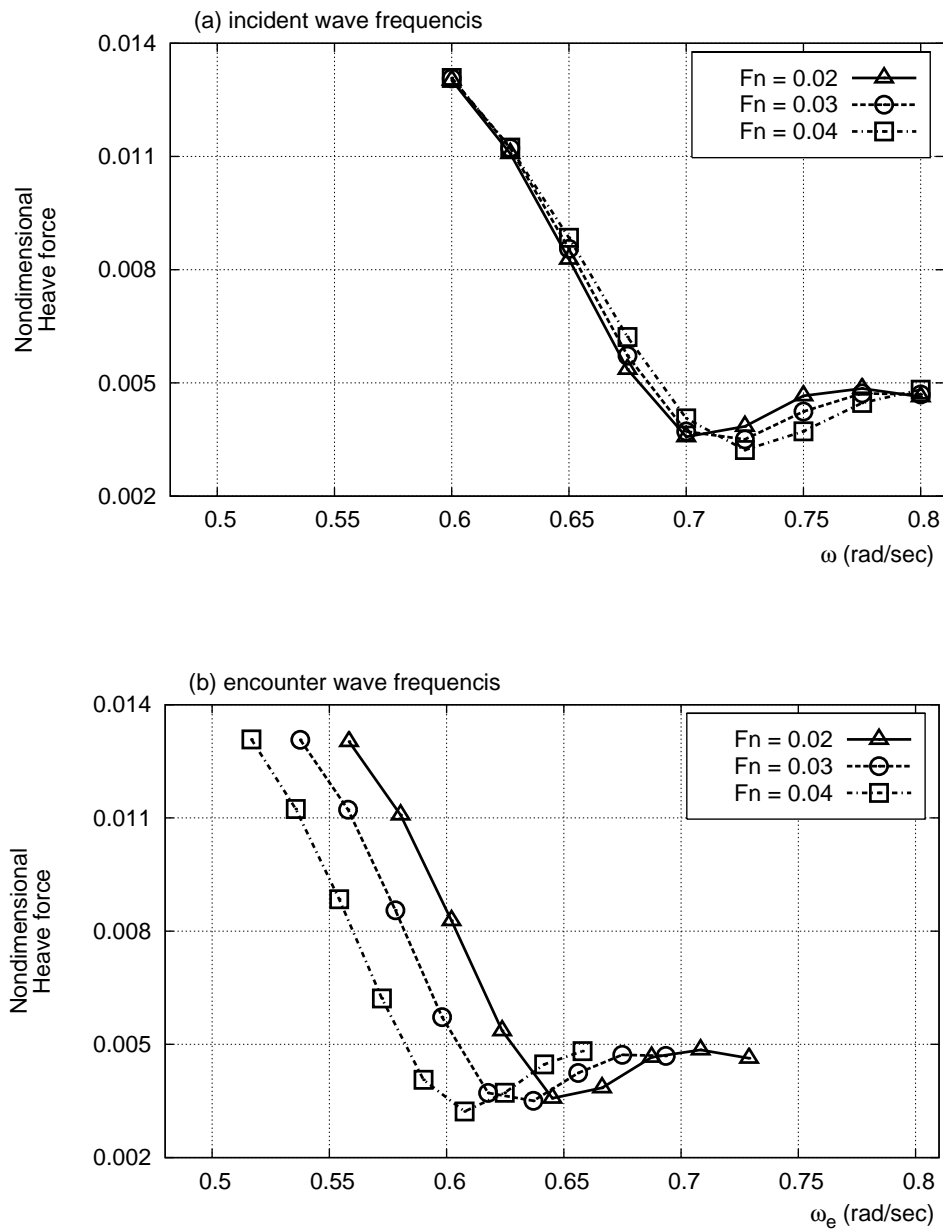 (a) incident wave frequencis
0.014
0.011
0.008
0.005
0.002
Nondimensional
Heave force
Fn = 0.02
Fn = 0.03
Fn = 0.04
0.5
0.55
0.6
0.65
0.7
0.75
0.8
ω (rad/sec)
(b) encounter wave frequencis
0.014
0.011
0.008
0.005
0.002
Nondimensional
Heave force
Fn = 0.02
Fn = 0.03
Fn = 0.04
0.5
0.55
0.6
0.65
0.7
0.75
0.8
ωe (rad/sec)